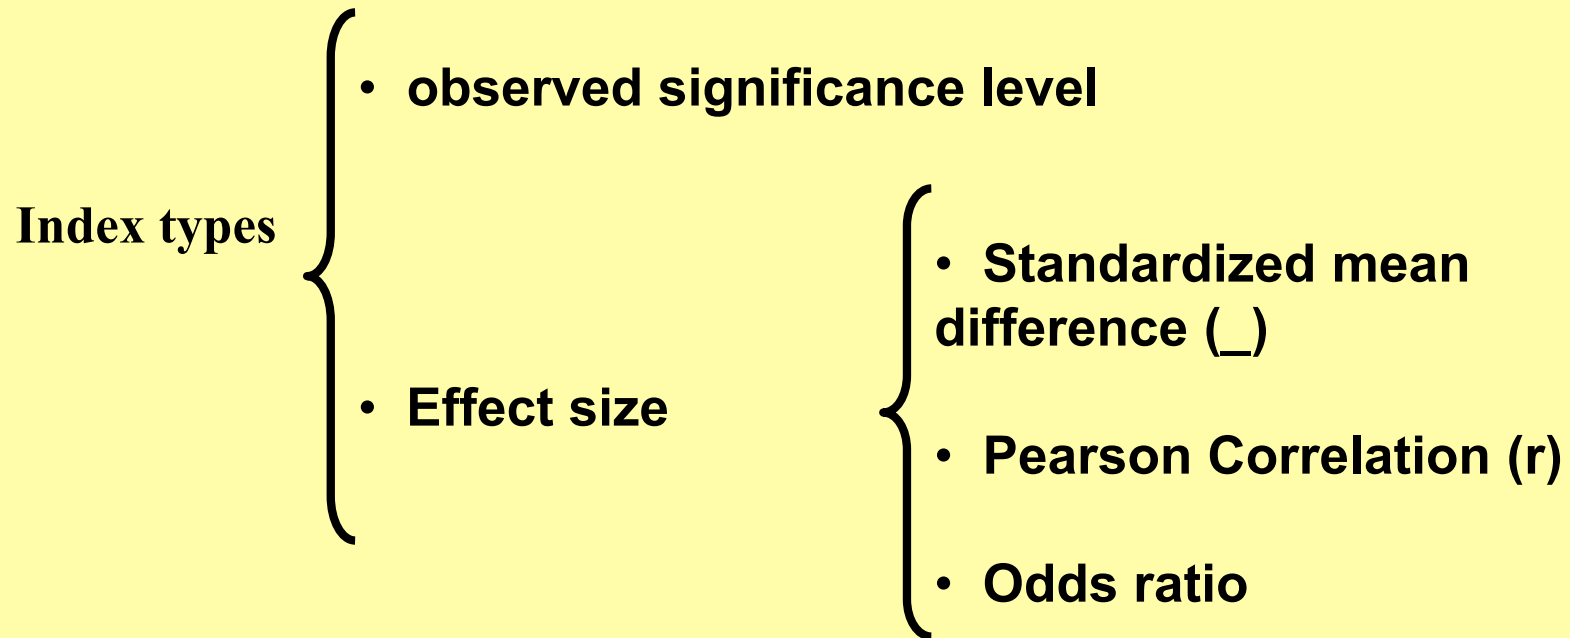 • observed significance level
Index types
• Standardized mean
difference (_)
• Effect size
• Pearson Correlation (r)
• Odds ratio